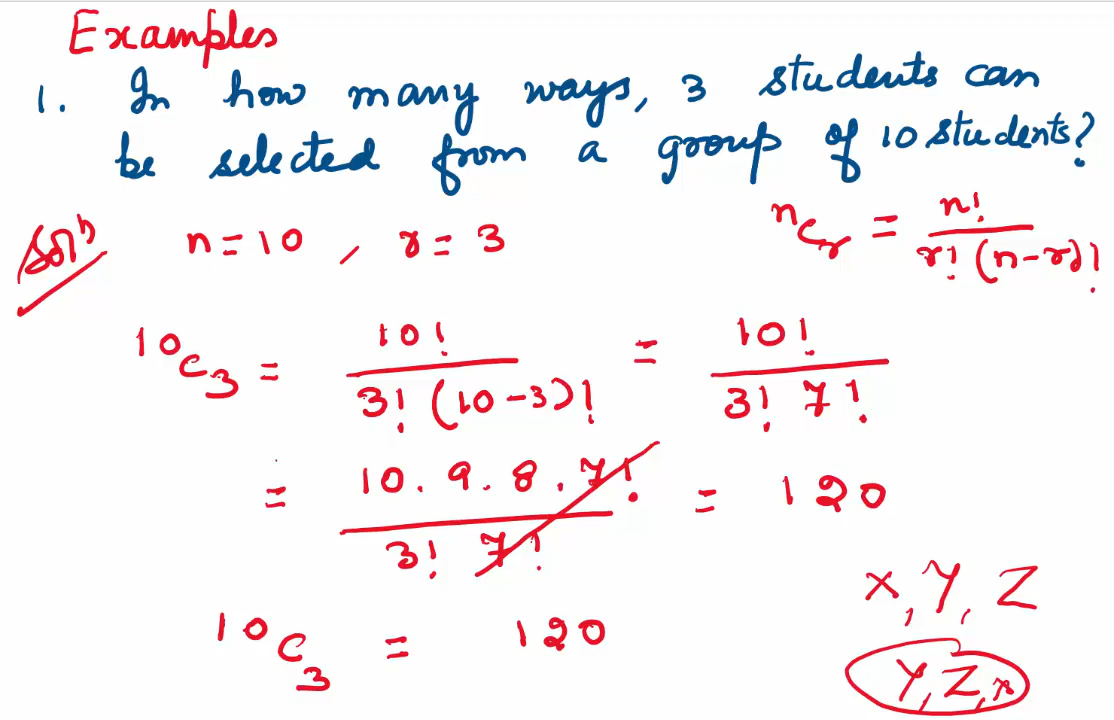 Examples
1. In how many ways, 3 students can
be selected from a group of 10 students?
Solⁿ n = 10 , r = 3 ⁿCᵣ = n! / r! (n-r)!
¹⁰C₃ = 10! / 3! (10-3)! = 10! / 3! 7!
= 10. 9. 8. 7! / 3! 7! = 120
X, Y, Z
¹⁰C₃ = 120
Y, Z, x